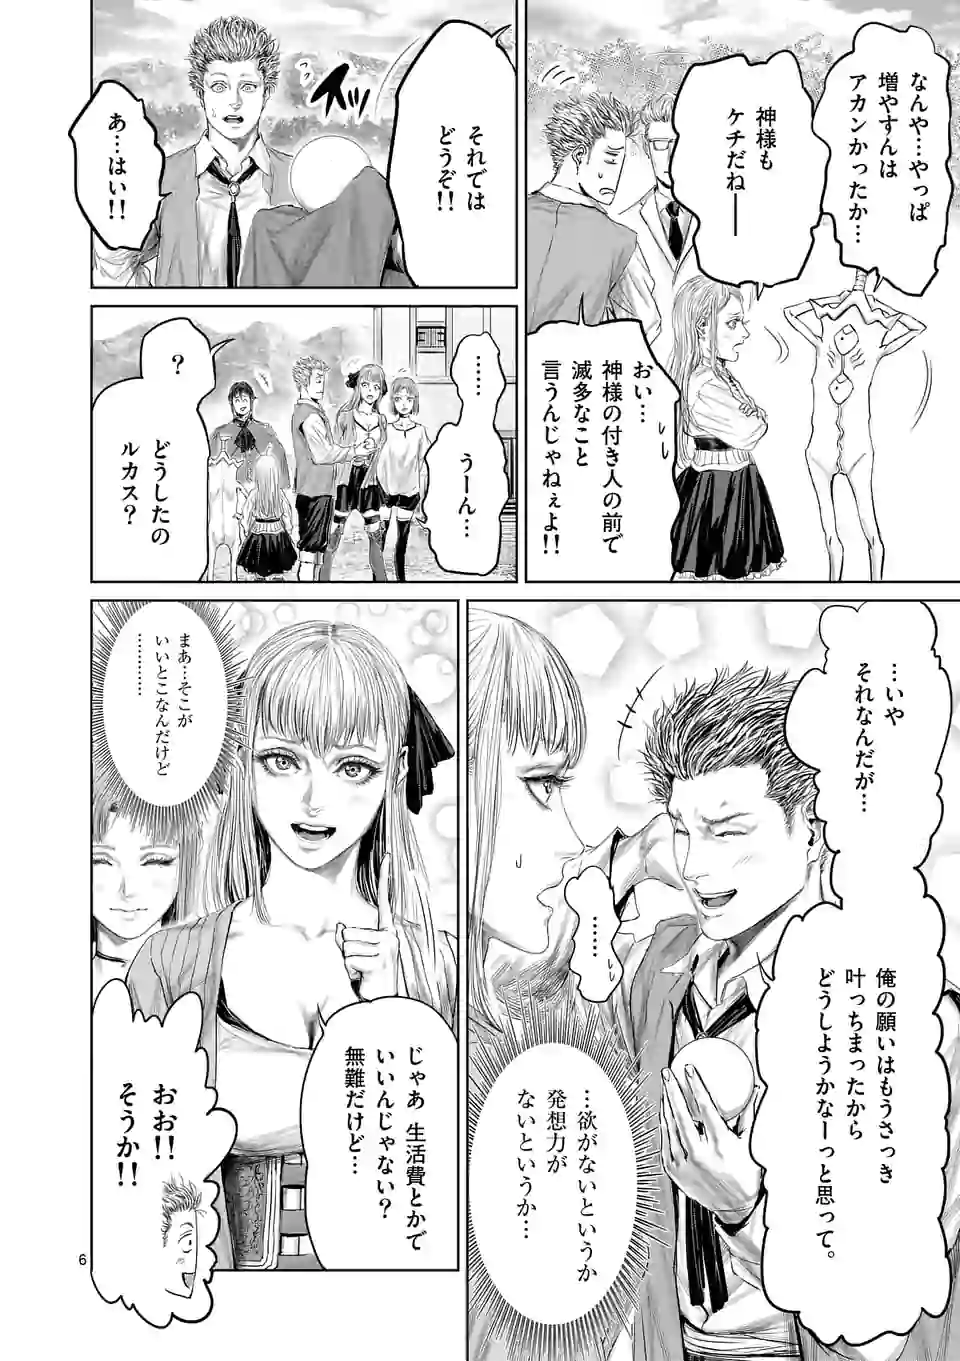 なんや…やっぱ
増やすんは
アカンかったか…
神様も
ケチだね──
おい…
神様の付き人の前で
滅多なこと
言うんじゃねぇよ!!
スイッ
それでは
どうぞ!!
あ…はい!!
……
うーん…
?
どうしたの
ルカス?
…いや
それなんだが…
俺の願いはもうさっき
叶っちまったから
どうしようかなーっと思って。
……
…欲がないというか
発想力が
ないというか…
まあ…そこが
いいとこなんだけど
…………
じゃあ 生活費とかで
いいんじゃない?
無難だけど…
おお!!
そうか!!
6